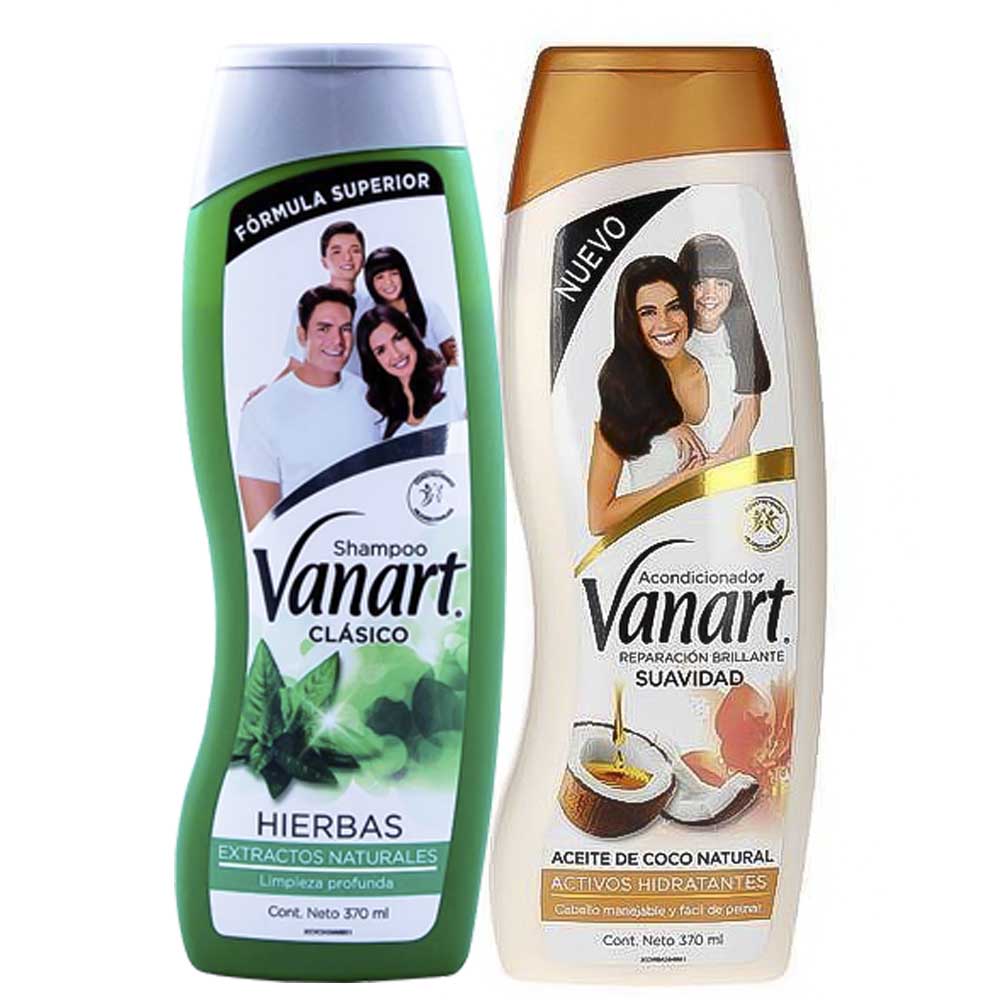 FÓRMULA SUPERIOR
Shampoo
Vanart.
CLÁSICO
HIERBAS
EXTRACTOS NATURALES
Limpieza profunda
Cont. Neto 370 ml
NUEVO
Acondicionador
Vanart.
REPARACIÓN BRILLANTE
SUAVIDAD
ACEITE DE COCO NATURAL
ACTIVOS HIDRATANTES
Cabello manejable y fácil de peinar
Cont. Neto 370 ml